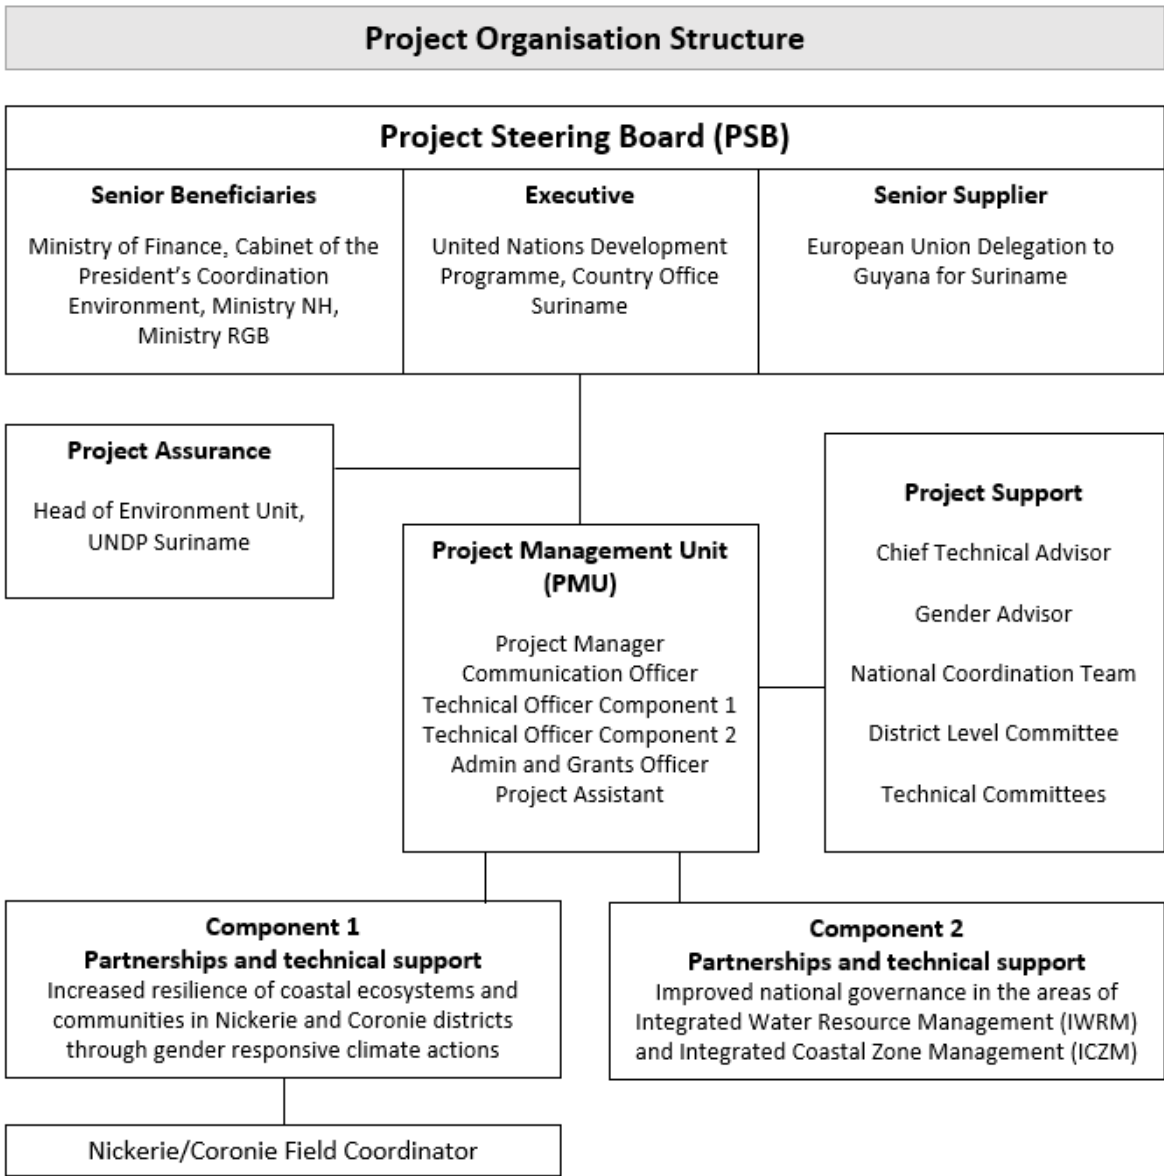 Project Organisation Structure
Project Steering Board (PSB)
Senior Beneficiaries
Ministry of Finance, Cabinet of the
President's Coordination
Environment, Ministry NH,
Ministry RGB
Executive
United Nations Development
Programme, Country Office
Suriname
Senior Supplier
European Union Delegation to
Guyana for Suriname
Project Assurance
Head of Environment Unit,
UNDP Suriname
Project Management Unit
(PMU)
Project Manager
Communication Officer
Technical Officer Component 1
Technical Officer Component 2
Admin and Grants Officer
Project Assistant
Project Support
Chief Technical Advisor
Gender Advisor
National Coordination Team
District Level Committee
Technical Committees
Component 1
Partnerships and technical support
Increased resilience of coastal ecosystems and
communities in Nickerie and Coronie districts
through gender responsive climate actions
Component 2
Partnerships and technical support
Improved national governance in the areas of
Integrated Water Resource Management (IWRM)
and Integrated Coastal Zone Management (ICZM)
Nickerie/Coronie Field Coordinator